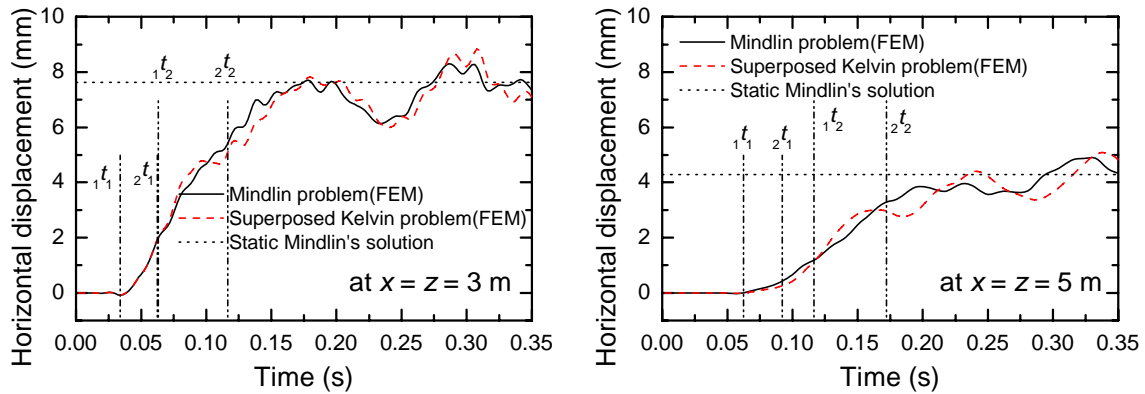 Horizontal displacement (mm)
10
8
6
4
2
0
₁t₂
₂t₂
₁t₁
₂t₁
Mindlin problem(FEM)
Superposed Kelvin problem(FEM)
Static Mindlin's solution
at x = z = 3 m
0.00 0.05 0.10 0.15 0.20 0.25 0.30 0.35
Time (s)
Horizontal displacement (mm)
10
8
6
4
2
0
Mindlin problem(FEM)
Superposed Kelvin problem(FEM)
Static Mindlin's solution
₁t₁
₂t₁
₁t₂
₂t₂
at x = z = 5 m
0.00 0.05 0.10 0.15 0.20 0.25 0.30 0.35
Time (s)